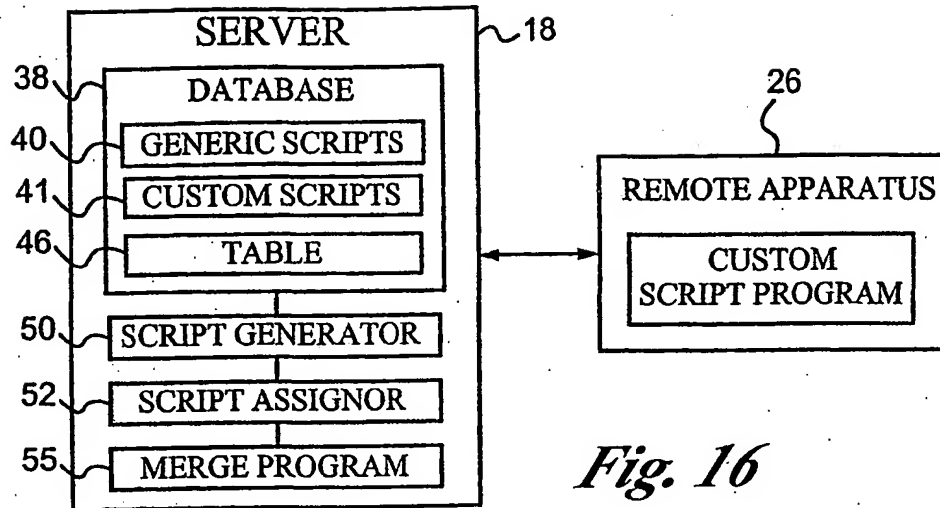 SERVER
18
38
DATABASE
40
GENERIC SCRIPTS
41
CUSTOM SCRIPTS
46
TABLE
50
SCRIPT GENERATOR
52
SCRIPT ASSIGNOR
55
MERGE PROGRAM
26
REMOTE APPARATUS
CUSTOM
SCRIPT PROGRAM
Fig. 16